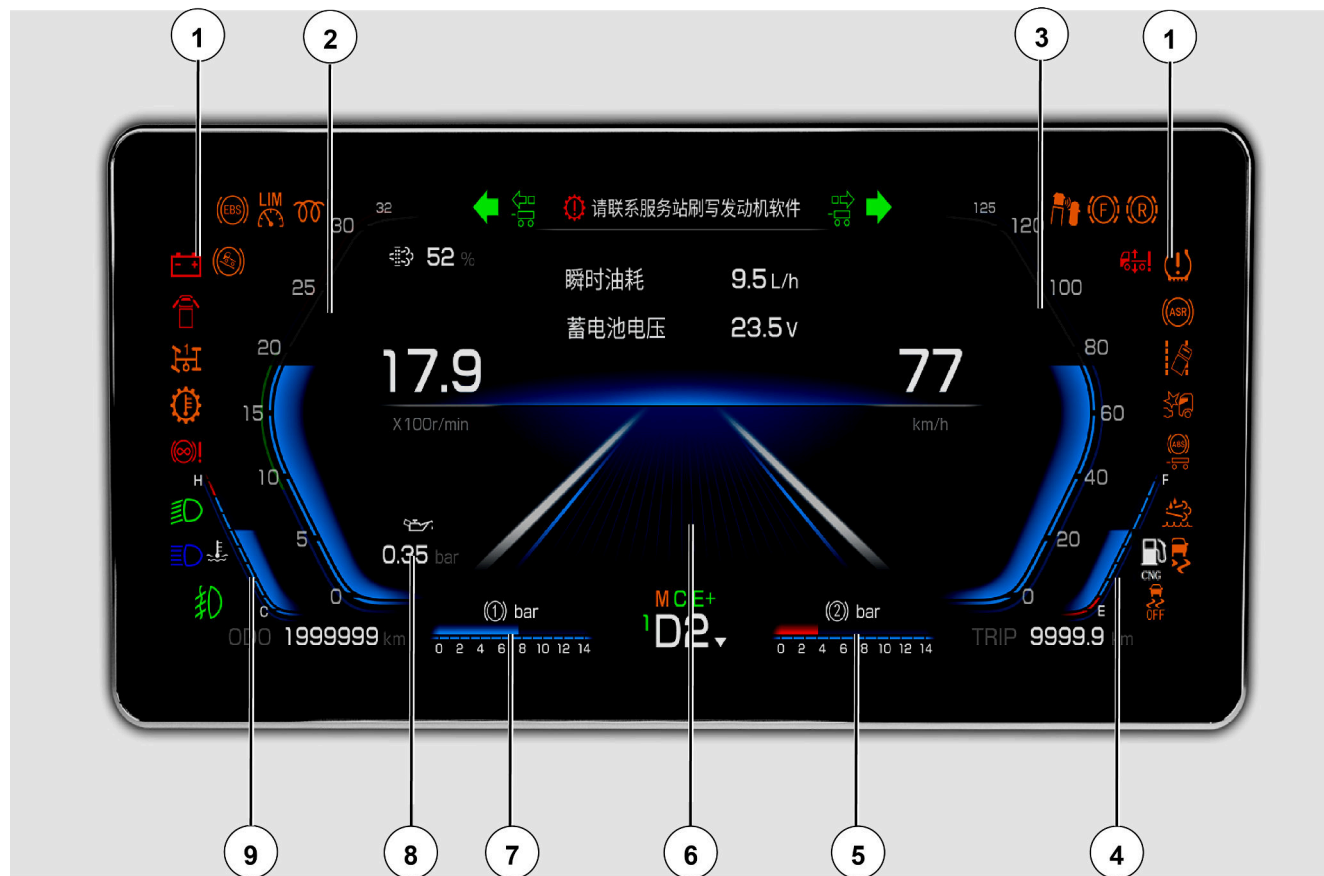 1
2
3
1
EBS
LIM
30
32
请联系服务站刷写发动机软件
125
120
F
R
52 %
瞬时油耗 9.5 L/h
25
100
ASR
蓄电池电压 23.5 V
1
20
80
17.9
77
15
60
X100r/min
km/h
ABS
H
10
40
F
5
20
0.35 bar
CNG
C
0
(1) bar
M C E+
(2) bar
0
E
OFF
ODO 1999999 km
1 D2
TRIP 9999.9 km
0 2 4 6 8 10 12 14
0 2 4 6 8 10 12 14
9
8
7
6
5
4